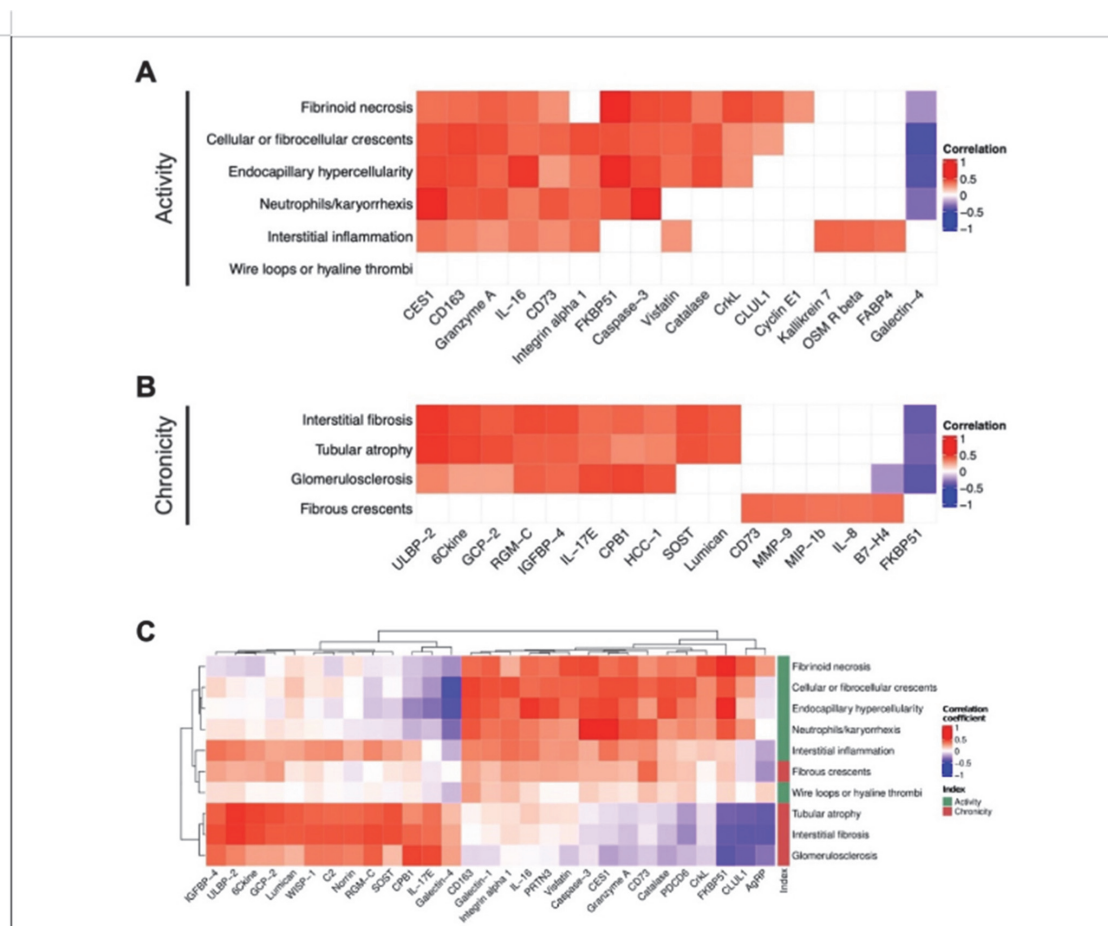 A
Activity
Fibrinoid necrosis
Cellular or fibrocellular crescents
Endocapillary hypercellularity
Neutrophils/karyorrhexis
Interstitial inflammation
Wire loops or hyaline thrombi
CES1
CD163
Granzyme A
IL-16
CD73
Integrin alpha 1
FKBP51
Caspase-3
Visfatin
Catalase
CrkL
CLUL1
Cyclin E1
Kallikrein 7
OSM R beta
FABP4
Galectin-4
Correlation
1
0.5
0
-0.5
-1
B
Chronicity
Interstitial fibrosis
Tubular atrophy
Glomerulosclerosis
Fibrous crescents
ULBP-2
6Ckine
GCP-2
RGM-C
IGFBP-4
IL-17E
CPB1
HCC-1
SOST
Lumican
CD73
MMP-9
MIP-1b
IL-8
B7-H4
FKBP51
Correlation
1
0.5
0
-0.5
-1
C
Fibrinoid necrosis
Cellular or fibrocellular crescents
Endocapillary hypercellularity
Neutrophils/karyorrhexis
Interstitial inflammation
Fibrous crescents
Wire loops or hyaline thrombi
Tubular atrophy
Interstitial fibrosis
Glomerulosclerosis
IGFBP-4
ULBP-2
6Ckine
GCP-2
Lumican
WISP-1
C2
Norrin
RGM-C
SOST
CPB1
IL-17E
Galectin-4
CD163
Galectin-1
Integrin alpha 1
IL-16
PRTN3
Visfatin
Caspase-3
CES1
Granzyme A
CD73
Catalase
PDCD6
CrkL
FKBP51
CLUL1
AgRP
Index
Correlation
coefficient
1
0.5
0
-0.5
-1
Index
Activity
Chronicity